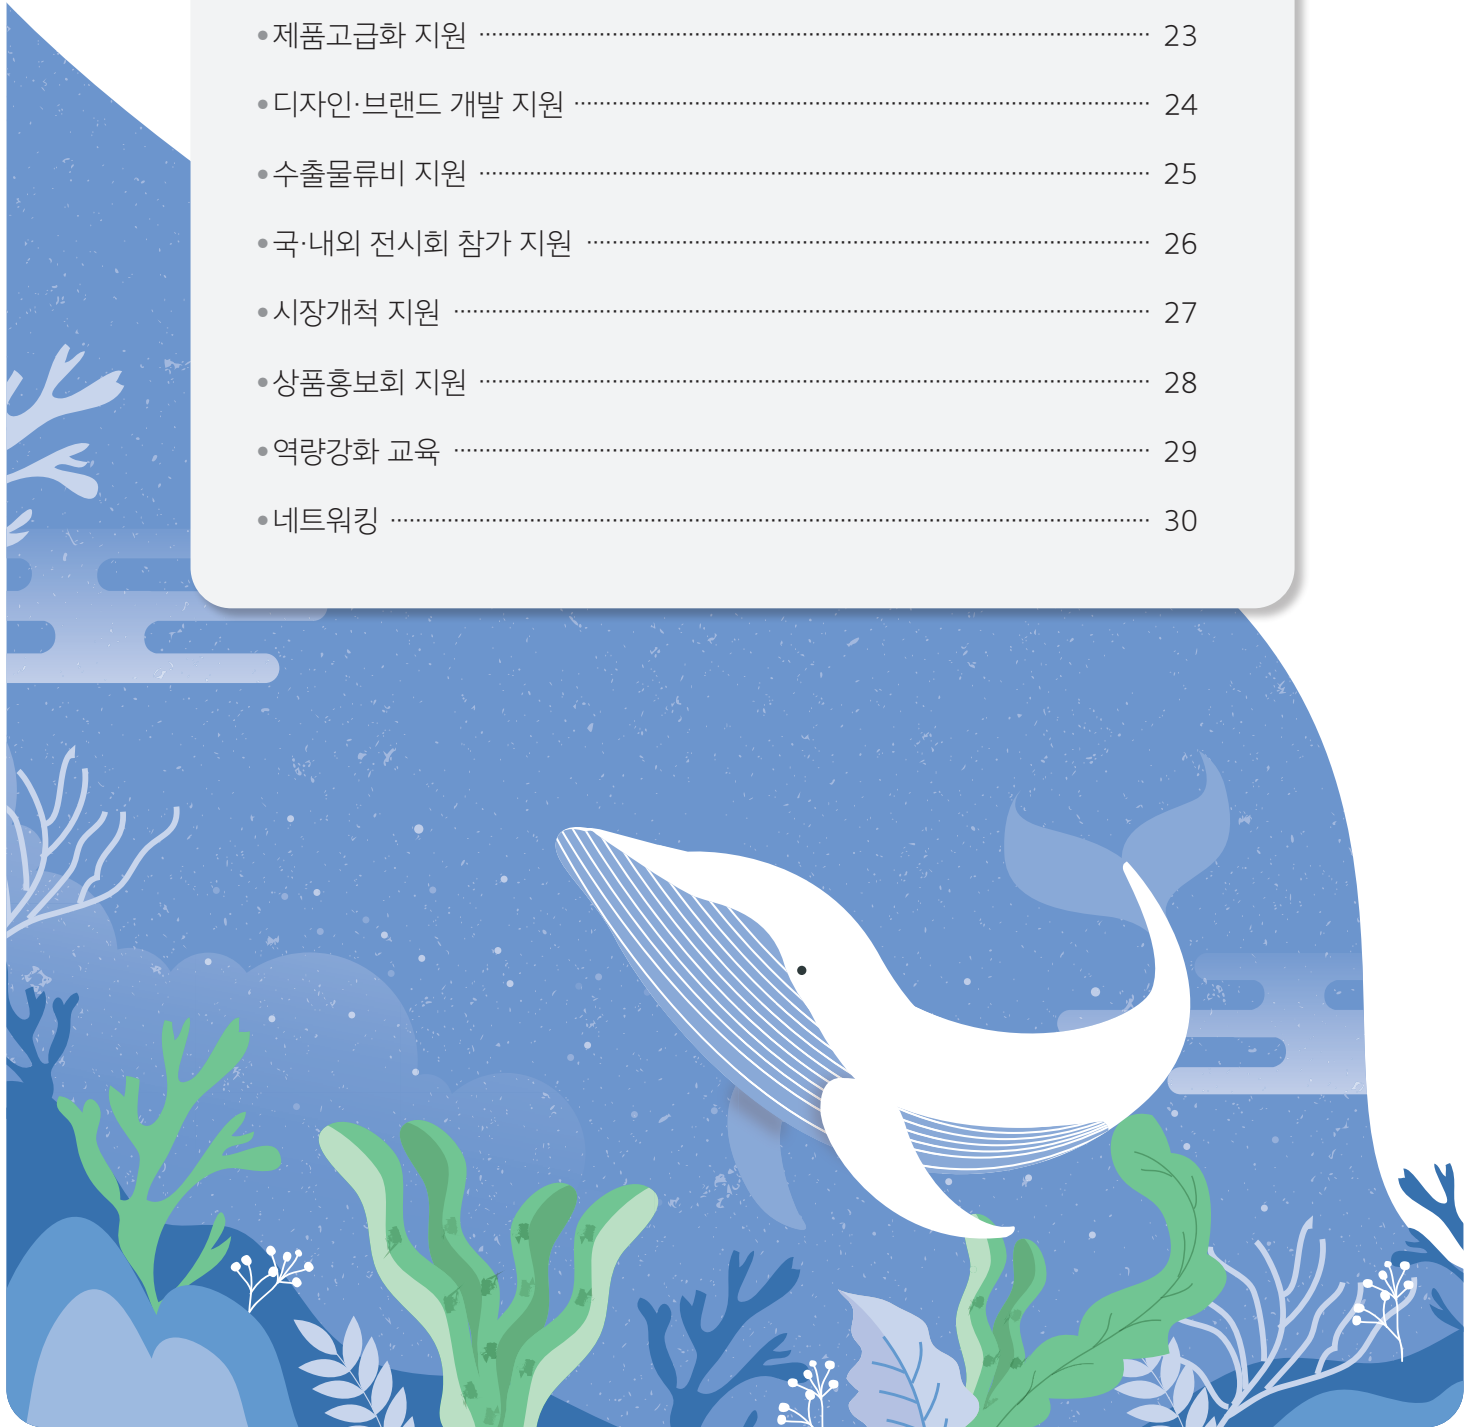 •제품고급화 지원 23
•디자인·브랜드 개발 지원 24
•수출물류비 지원 25
•국·내외 전시회 참가 지원 26
•시장개척 지원 27
•상품홍보회 지원 28
•역량강화 교육 29
•네트워킹 30